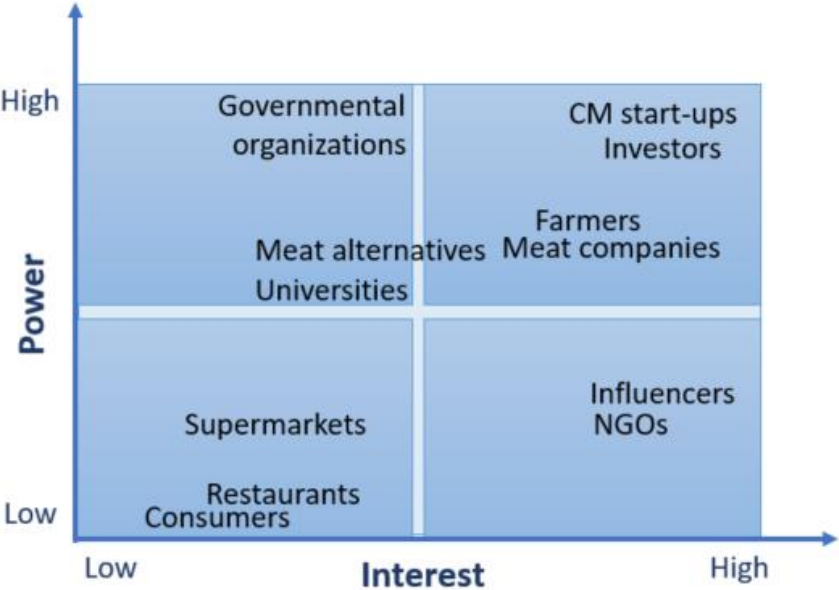 High
Governmental
organizations
CM start-ups
Investors
Farmers
Meat alternatives
Meat companies
Universities
Power
Influencers
NGOs
Supermarkets
Restaurants
Consumers
Low
Low
Interest
High